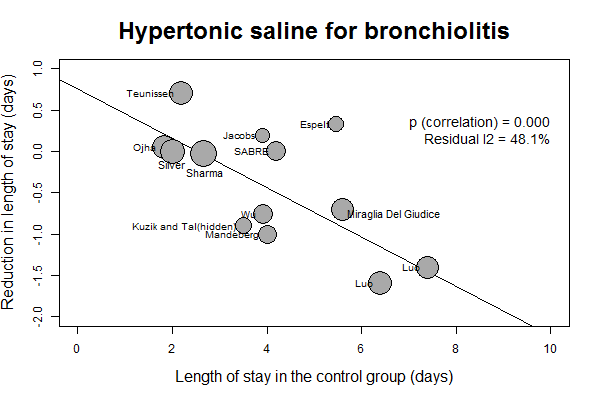 Hypertonic saline for bronchiolitis
Reduction in length of stay (days)
1.0
0.5
0.0
-0.5
-1.0
-1.5
-2.0
Teunissen
Espelt
p (correlation) = 0.000
Residual I2 = 48.1%
Jacobs
Ojha
SABRE
Silver
Sharma
Wu
Miraglia Del Giudice
Kuzik and Tal(hidden)
Mandeberg
Luo
Luo
0
2
4
6
8
10
Length of stay in the control group (days)